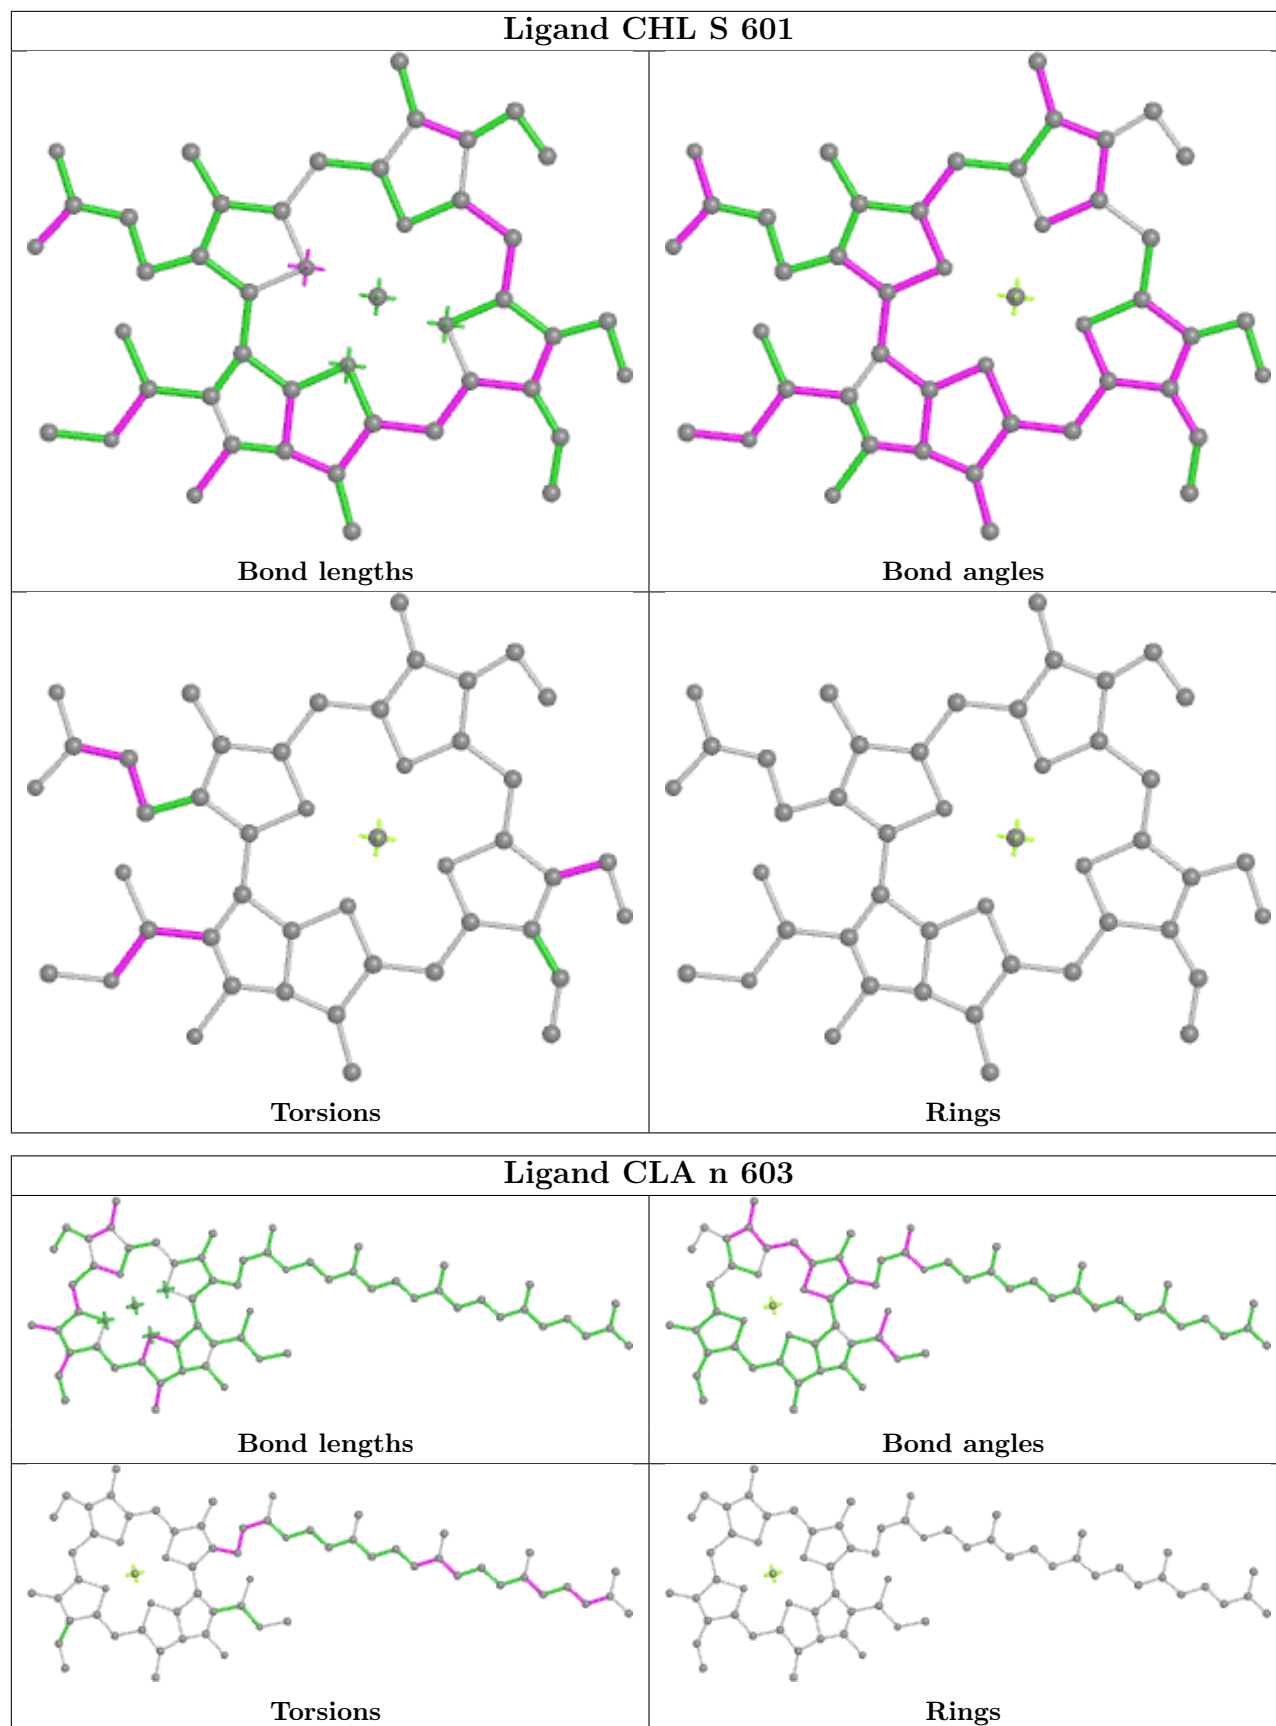 Ligand CHL S 601
Bond lengths
Bond angles
Torsions
Rings
Ligand CLA n 603
Bond lengths
Bond angles
Torsions
Rings